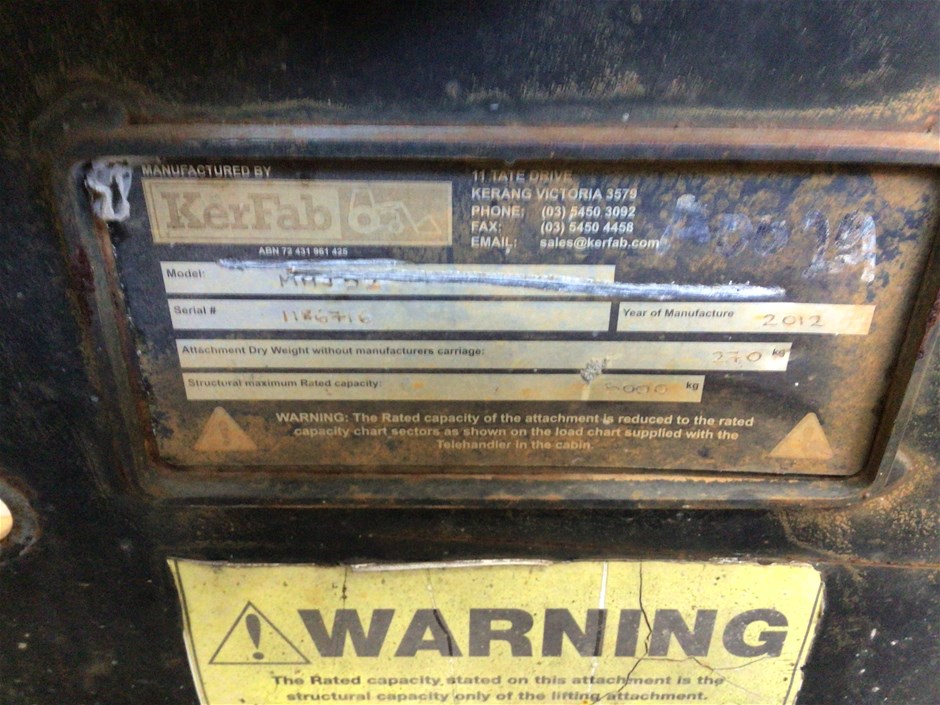 MANUFACTURED BY
KerFab
ABN 72 431 961 425
11 TATE DRIVE
KERANG VICTORIA 3579
PHONE: (03) 5450 3092
FAX: (03) 5450 4458
EMAIL: sales@kerfab.com
Model:
Serial #
Year of Manufacture 2012
Attachment Dry Weight without manufacturers carriage: 270 kg
Structural maximum Rated capacity: kg
WARNING: The Rated capacity of the attachment is reduced to the rated
capacity chart sectors as shown on the load chart supplied with the
Telehandler in the cabin.
WARNING
The Rated capacity stated on this attachment is the
structural capacity only of the lifting attachment.